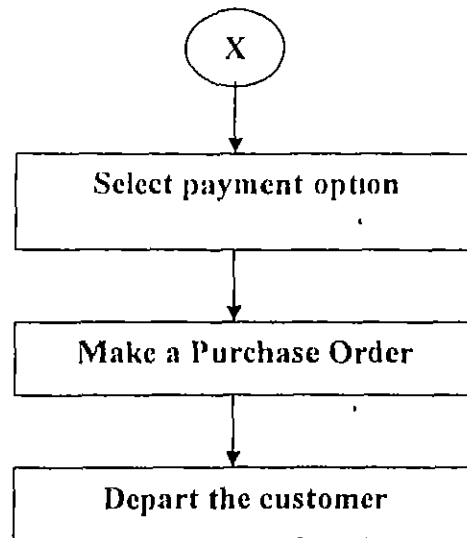 X
Select payment option
Make a Purchase Order
Depart the customer